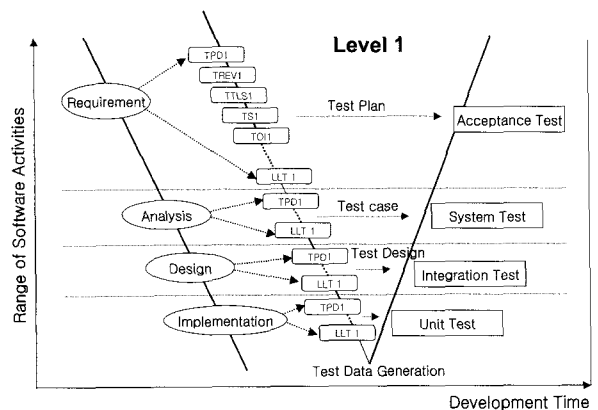 Level 1
TPD1
TREV1
TTLS1
TS1
TOI1
LLT 1
Requirement
Test Plan
Acceptance Test
TPD1
LLT 1
Analysis
Test case
System Test
TPD1
LLT 1
Design
Test Design
Integration Test
TPD1
LLT 1
Implementation
Unit Test
Test Data Generation
Range of Software Activities
Development Time